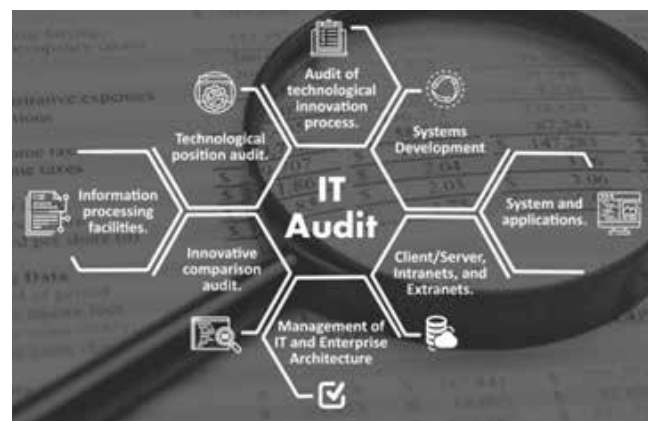 Audit of
technological
innovation
process.
Technological
position audit.
Systems
Development
Information
processing
facilities.
IT
Audit
System and
applications.
Innovative
comparison
audit.
Client/Server,
Intranets, and
Extranets.
Management of
IT and Enterprise
Architecture